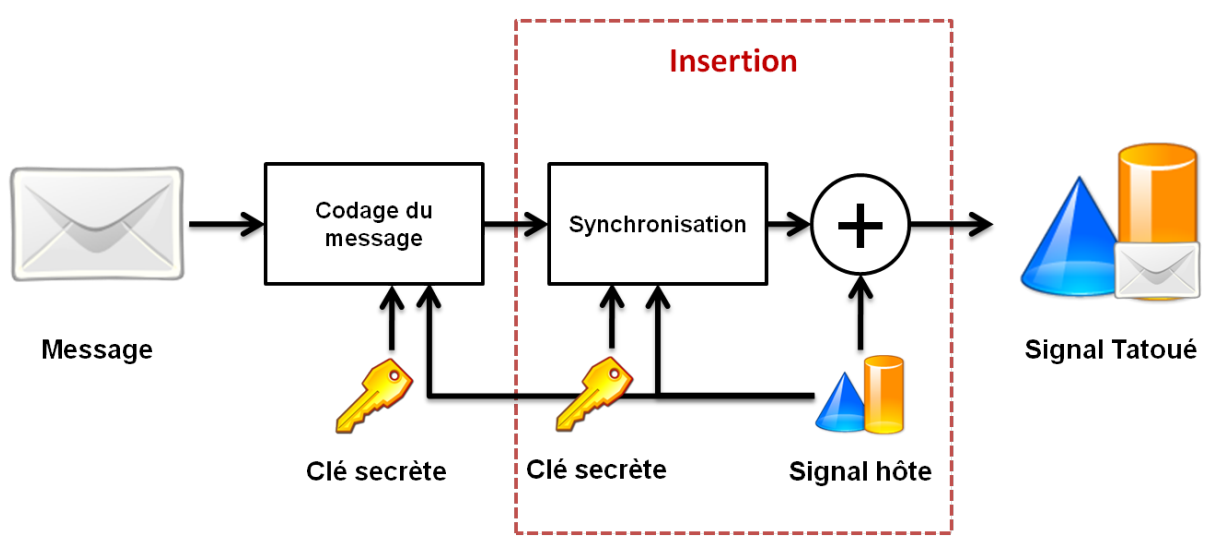 Insertion
Codage du
message
Synchronisation
Message
Signal Tatoué
Clé secrète
Clé secrète
Signal hôte